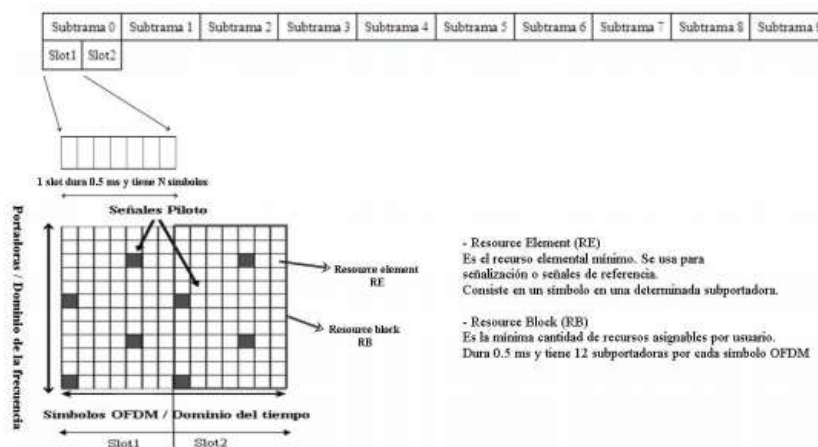 Subtrama 0 Subtrama 1 Subtrama 2 Subtrama 3 Subtrama 4 Subtrama 5 Subtrama 6 Subtrama 7 Subtrama 8 Subtrama 9
Slot1 Slot2
1 slot dura 0.5 ms y tiene N símbolos
Señales Piloto
Portadoras / Dominio de la frecuencia
Resource element
RE
Resource block
RB
Símbolos OFDM / Dominio del tiempo
Slot1 Slot2
- Resource Element (RE)
Es el recurso elemental mínimo. Se usa para
señalización o señales de referencia.
Consiste en un símbolo en una determinada subportadora.
- Resource Block (RB)
Es la mínima cantidad de recursos asignables por usuario.
Dura 0.5 ms y tiene 12 subportadoras por cada símbolo OFDM